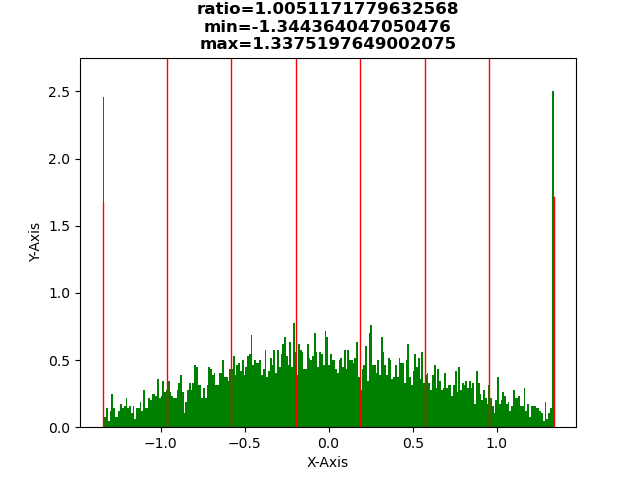 ratio=1.0051171779632568
min=-1.344364047050476
max=1.3375197649002075
2.5
2.0
1.5
1.0
0.5
0.0
Y-Axis
−1.0 −0.5 0.0 0.5 1.0
X-Axis